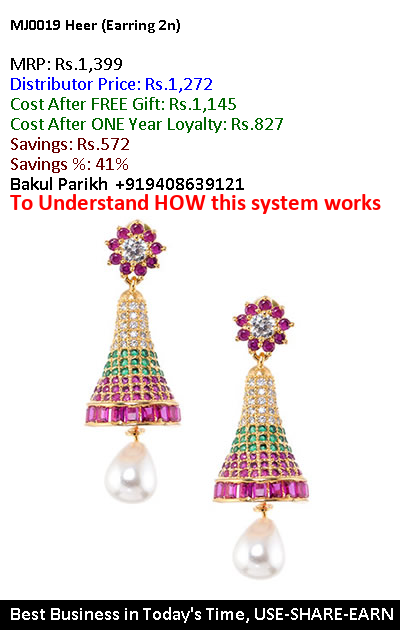 MJ0019 Heer (Earring 2n)
MRP: Rs.1,399
Distributor Price: Rs.1,272
Cost After FREE Gift: Rs.1,145
Cost After ONE Year Loyalty: Rs.827
Savings: Rs.572
Savings %: 41%
Bakul Parikh +919408639121
To Understand HOW this system works
Best Business in Today's Time, USE-SHARE-EARN